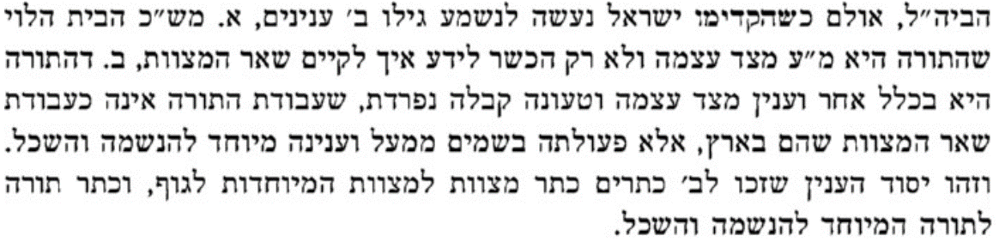 הביה״ל, אולם כשהקדימו ישראל נעשה לנשמע גילו ב׳ ענינים, א. מש״כ הבית הלוי
שהתורה היא מ״ע מצד עצמה ולא רק הכשר לידע איך לקיים שאר המצוות, ב. דהתורה
היא בכלל אחר וענין מצד עצמה וטעונה קבלה נפרדת, שעבודת התורה אינה כעבודת
שאר המצוות שהם בארץ, אלא פעולתה בשמים ממעל וענינה מיוחד להנשמה והשכל.
וזהו יסוד הענין שזכו לב׳ כתרים כתר מצוות למצוות המיוחדות לגוף, וכתר תורה
לתורה המיוחד להנשמה והשכל.